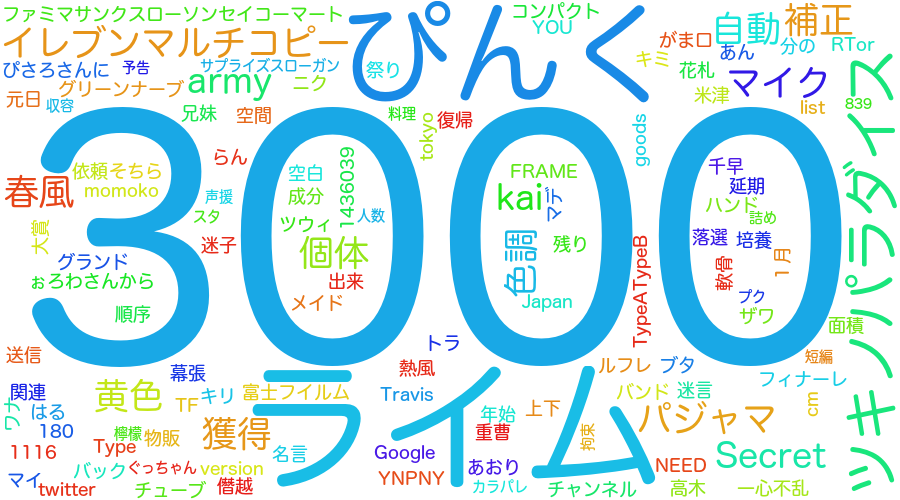 ファミマサンクスローソンセイコーマート
イレブンマルチコピー
ぴんく
コンパクト
YOU
自動
補正
がま口
あん
分の
RTor
ぴさろさんに
予告
サプライズスローガン
祭り
キミ
花札
マイク
グリーンナーブ
army
ニク
米津
list
839
元日
収容
兄妹
空間
料理
tokyo
復帰
goods
ツキノパラダイス
3000
春風
依頼そちら
momoko
らん
声援
スタ
空白
成分
1436039
人数
ツウィ
個体
出来
メイド
FRAME
kai
マデ
色調
残り
Japan
千早
延期
ハンド
詰め
落選
培養
軟骨
1月
プク
ザワ
大賞
迷子
グランド
ぉろわさんから
順序
TypeATypeB
面積
送信
トラ
熱風
ルフレ
ブタ
短編
フィナーレ
関連
幕張
黄色
TF
キリ
富士フイルム
ライム
Travis
バンド
迷言
cm
ワナ
はる
180
檸檬
物販
獲得
年始
重曹
上下
拘束
パジャマ
1116
Type
名言
Google
あおり
NEED
Secret
マイ
バック
ぐっちゃん
version
YNPNY
カラパレ
twitter
チューブ
僭越
チャンネル
高木
一心不乱